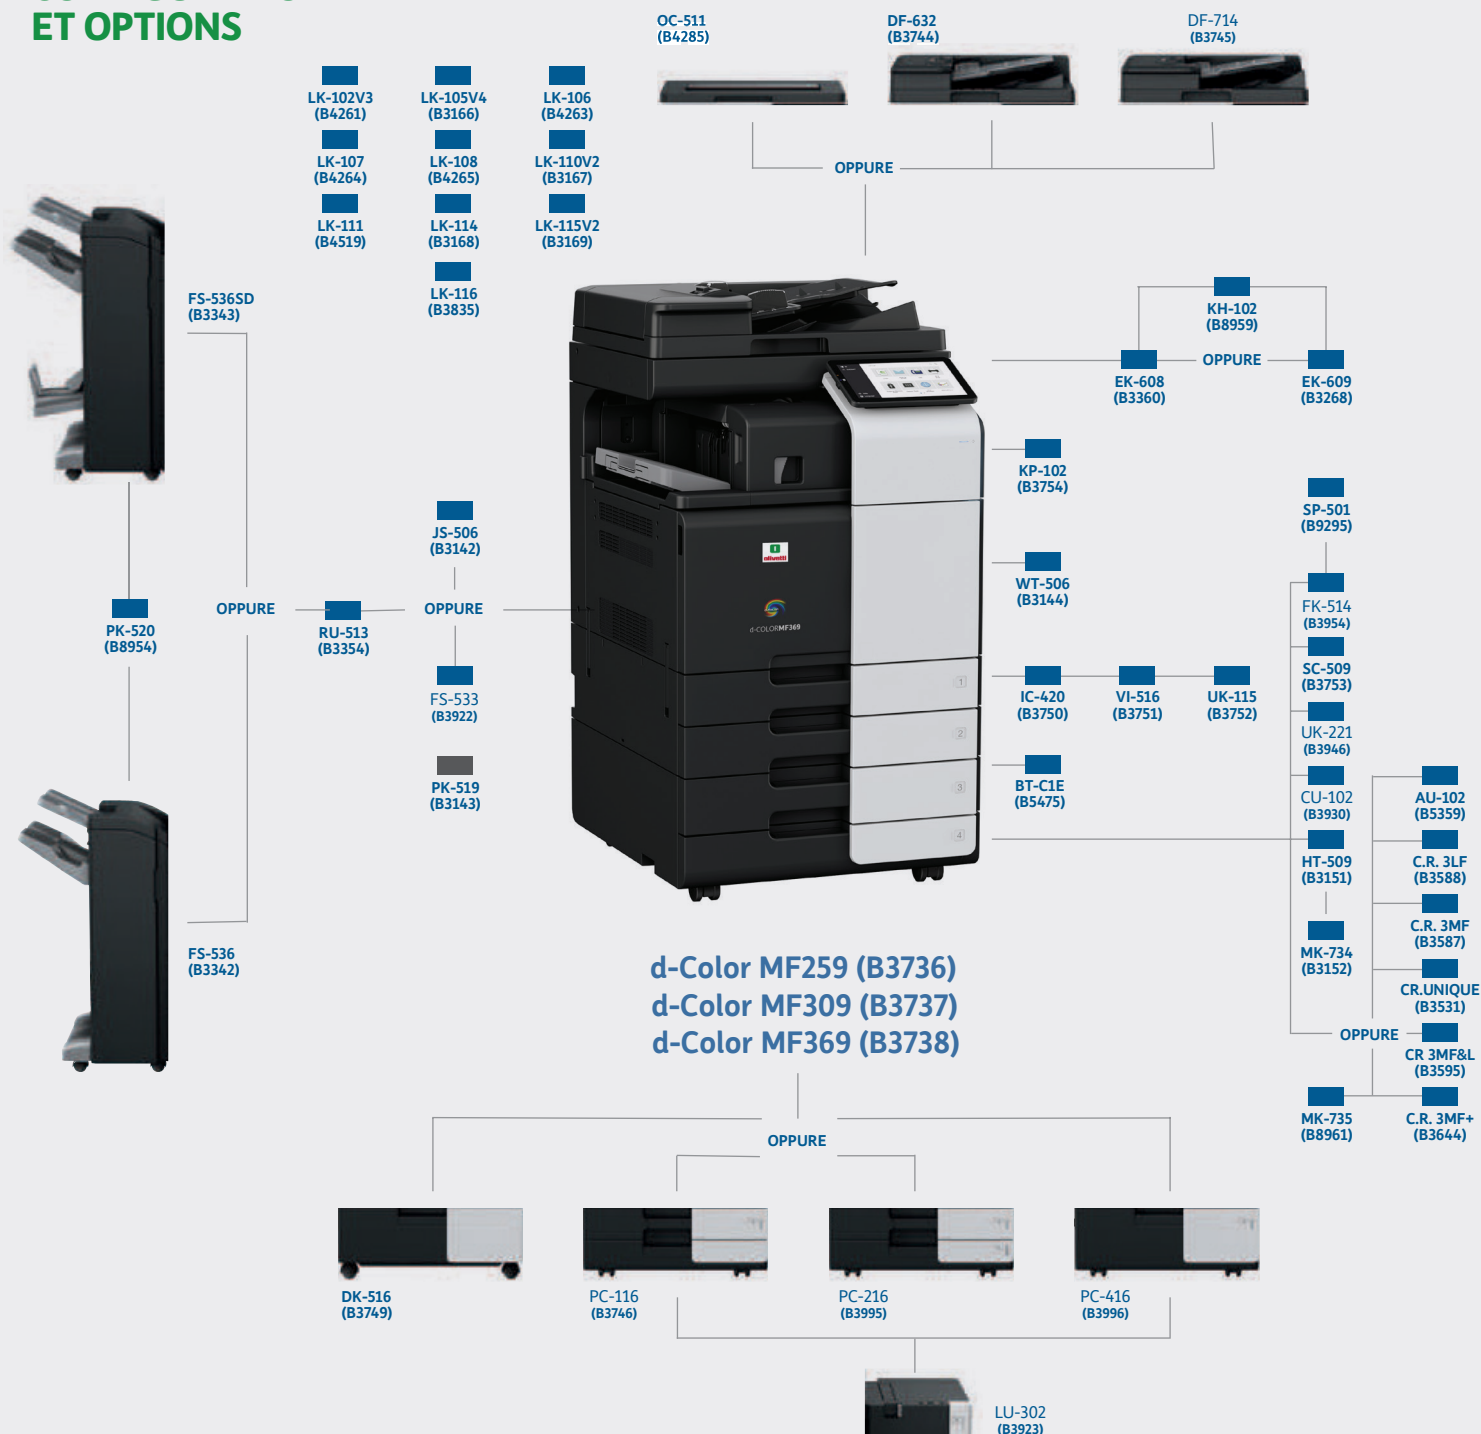 ET OPTIONS
OC-511
(B4285)
DF-632
(B3744)
DF-714
(B3745)
LK-102V3
(B4261)
LK-105V4
(B3166)
LK-106
(B4263)
LK-107
(B4264)
LK-108
(B4265)
LK-110V2
(B3167)
LK-111
(B4519)
LK-114
(B3168)
LK-115V2
(B3169)
LK-116
(B3835)
OPPURE
FS-536SD
(B3343)
KH-102
(B8959)
EK-608
(B3360)
OPPURE
EK-609
(B3268)
KP-102
(B3754)
SP-501
(B9295)
JS-506
(B3142)
WT-506
(B3144)
olivetti
d-COLORMF369
PK-520
(B8954)
OPPURE
RU-513
(B3354)
OPPURE
FS-533
(B3922)
PK-519
(B3143)
1
2
3
4
IC-420
(B3750)
VI-516
(B3751)
UK-115
(B3752)
BT-C1E
(B5475)
FK-514
(B3954)
SC-509
(B3753)
UK-221
(B3946)
CU-102
(B3930)
HT-509
(B3151)
MK-734
(B3152)
AU-102
(B5359)
C.R. 3LF
(B3588)
C.R. 3MF
(B3587)
CR.UNIQUE
(B3531)
OPPURE
CR 3MF&L
(B3595)
MK-735
(B8961)
C.R. 3MF+
(B3644)
FS-536
(B3342)
d-Color MF259 (B3736)
d-Color MF309 (B3737)
d-Color MF369 (B3738)
OPPURE
DK-516
(B3749)
PC-116
(B3746)
PC-216
(B3995)
PC-416
(B3996)
LU-302
(B3923)